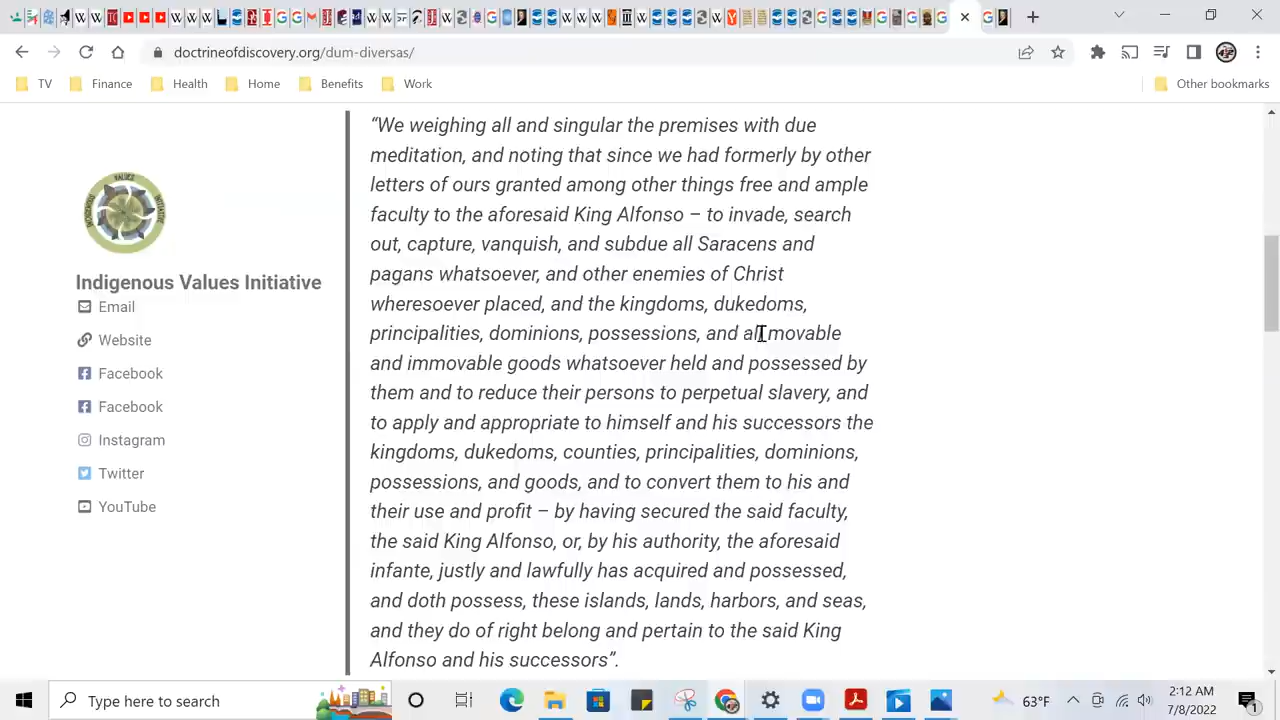 doctrineofdiscovery.org/dum-diversas/
TV
Finance
Health
Home
Benefits
Work
Other bookmarks
VALUES
INITIATIVE
Indigenous Values Initiative
Email
Website
Facebook
Facebook
Instagram
Twitter
YouTube
“We weighing all and singular the premises with due
meditation, and noting that since we had formerly by other
letters of ours granted among other things free and ample
faculty to the aforesaid King Alfonso – to invade, search
out, capture, vanquish, and subdue all Saracens and
pagans whatsoever, and other enemies of Christ
wheresoever placed, and the kingdoms, dukedoms,
principalities, dominions, possessions, and all movable
and immovable goods whatsoever held and possessed by
them and to reduce their persons to perpetual slavery, and
to apply and appropriate to himself and his successors the
kingdoms, dukedoms, counties, principalities, dominions,
possessions, and goods, and to convert them to his and
their use and profit – by having secured the said faculty,
the said King Alfonso, or, by his authority, the aforesaid
infante, justly and lawfully has acquired and possessed,
and doth possess, these islands, lands, harbors, and seas,
and they do of right belong and pertain to the said King
Alfonso and his successors”.
Type here to search
63°F
2:12 AM
7/8/2022
1